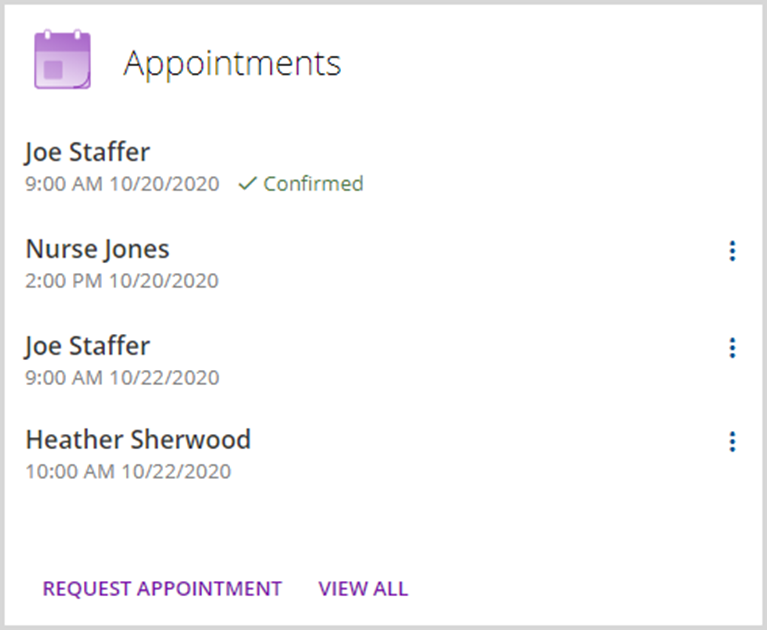 Appointments
Joe Staffer
9:00 AM 10/20/2020 ✓ Confirmed
Nurse Jones
2:00 PM 10/20/2020
Joe Staffer
9:00 AM 10/22/2020
Heather Sherwood
10:00 AM 10/22/2020
REQUEST APPOINTMENT VIEW ALL